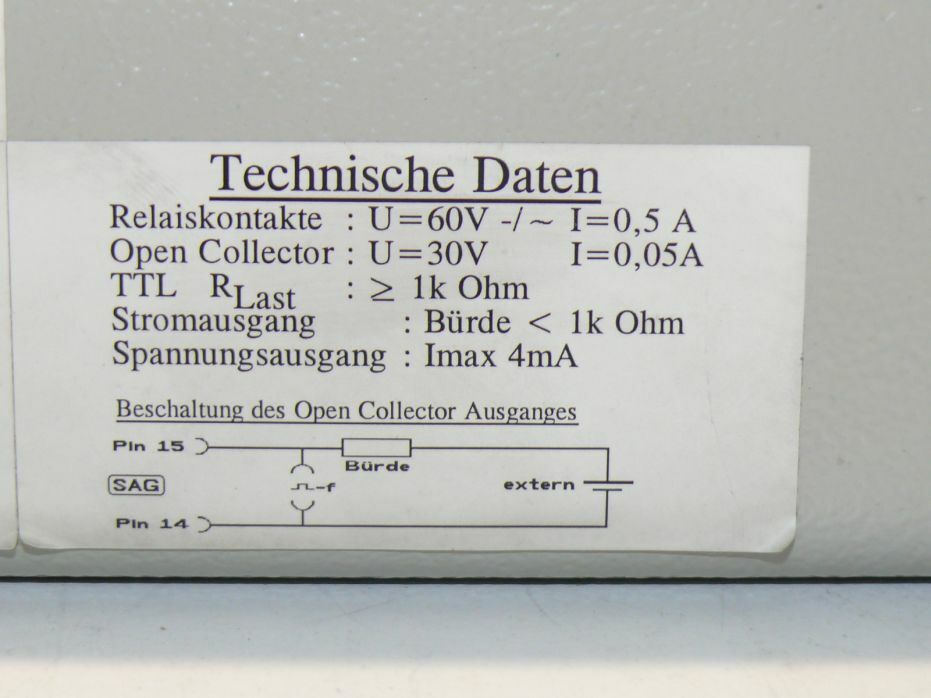 Technische Daten
Relaiskontakte : U=60V -/~ I=0,5 A
Open Collector : U=30V I=0,05A
TTL RLast : ≥ 1k Ohm
Stromausgang : Bürde < 1k Ohm
Spannungsausgang : Imax 4mA
Beschaltung des Open Collector Ausganges
Pin 15
Bürde
SAG
-f
extern
Pin 14